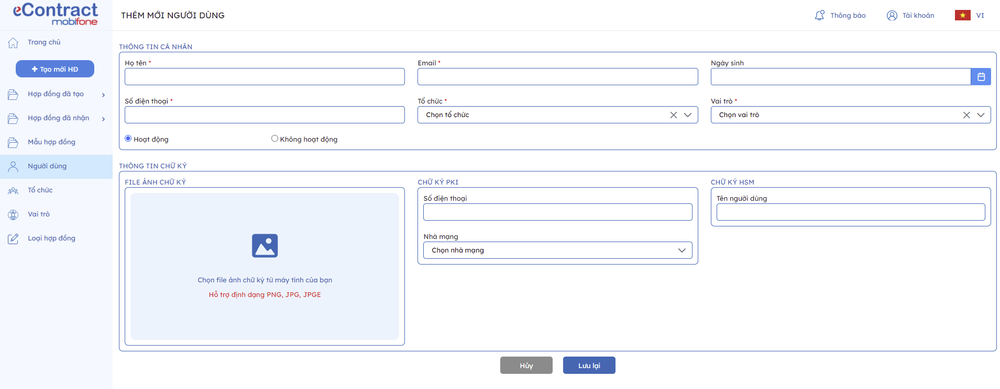 eContract
mobifone
THÊM MỚI NGƯỜI DÙNG
Thông báo
Tài khoản
VI
Trang chủ
Tạo mới HĐ
Hợp đồng đã tạo
Hợp đồng đã nhận
Mẫu hợp đồng
Người dùng
Tổ chức
Vai trò
Loại hợp đồng
THÔNG TIN CÁ NHÂN
Họ tên *
Email *
Ngày sinh
Số điện thoại *
Tổ chức *
Chọn tổ chức
Vai trò *
Chọn vai trò
Hoạt động
Không hoạt động
THÔNG TIN CHỮ KÝ
FILE ẢNH CHỮ KÝ
Chọn file ảnh chữ ký từ máy tính của bạn
Hỗ trợ định dạng PNG, JPG, JPGE
CHỮ KÝ PKI
Số điện thoại
Nhà mạng
Chọn nhà mạng
CHỮ KÝ HSM
Tên người dùng
Hủy
Lưu lại